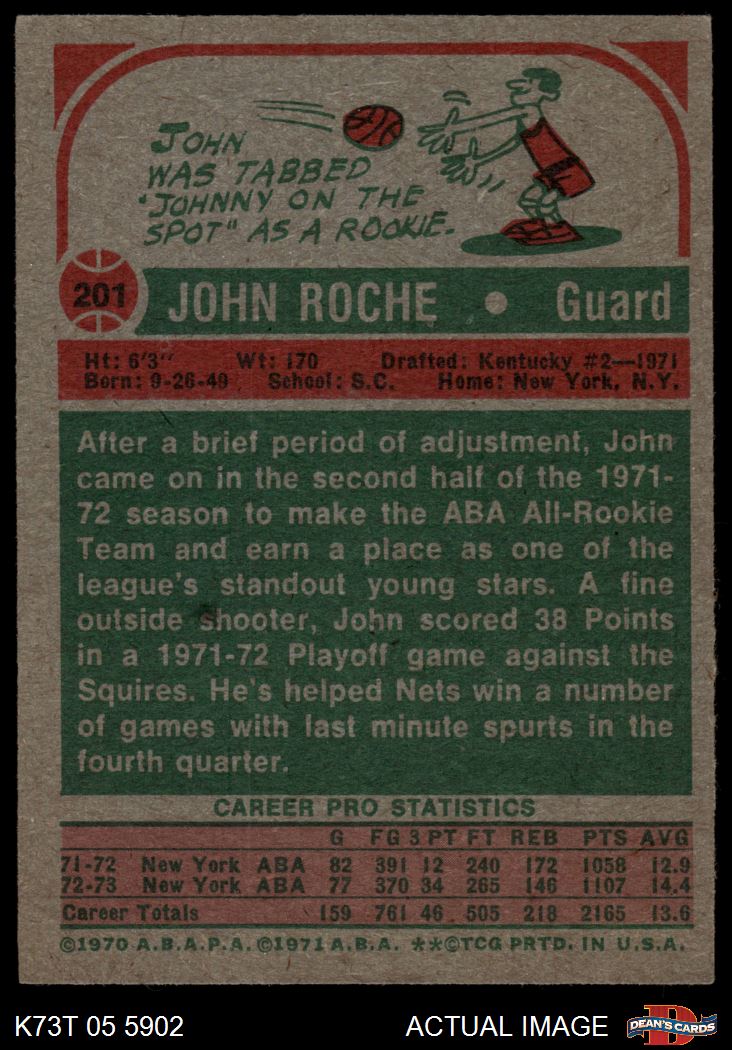 JOHN
WAS TABBED
"JOHNNY ON THE
SPOT" AS A ROOKIE.
201 JOHN ROCHE • Guard
Ht: 6'3" Wt: 170 Drafted: Kentucky #2—1971
Born: 9-26-49 School: S.C. Home: New York, N.Y.
After a brief period of adjustment, John
came on in the second half of the 1971-
72 season to make the ABA All-Rookie
Team and earn a place as one of the
league's standout young stars. A fine
outside shooter, John scored 38 Points
in a 1971-72 Playoff game against the
Squires. He's helped Nets win a number
of games with last minute spurts in the
fourth quarter.
CAREER PRO STATISTICS
G FG 3 PT FT REB PTS AVG
71-72 New York ABA 82 391 12 240 172 1058 12.9
72-73 New York ABA 77 370 34 265 146 1107 14.4
Career Totals 159 761 46 505 218 2165 13.6
©1970 A.B.A.P.A. ©1971 A.B.A. **©TCG PRTD. IN U.S.A.
K73T 05 5902 ACTUAL IMAGE DEAN'S CARDS